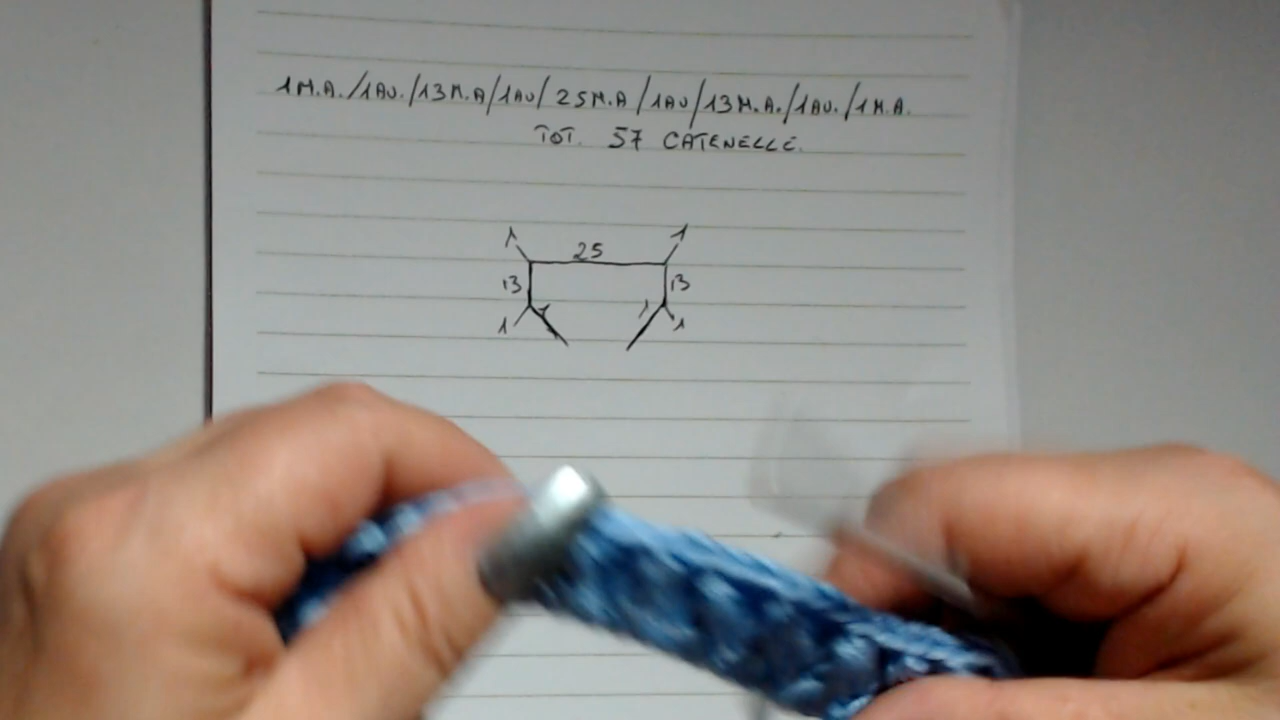 1M.A./1AU./13M.A/1AU/25M.A/1AU/13M.A./1AU./1M.A.
TOT. 57 CATENELLE.
1 25 1
13 13
1 1 1 1